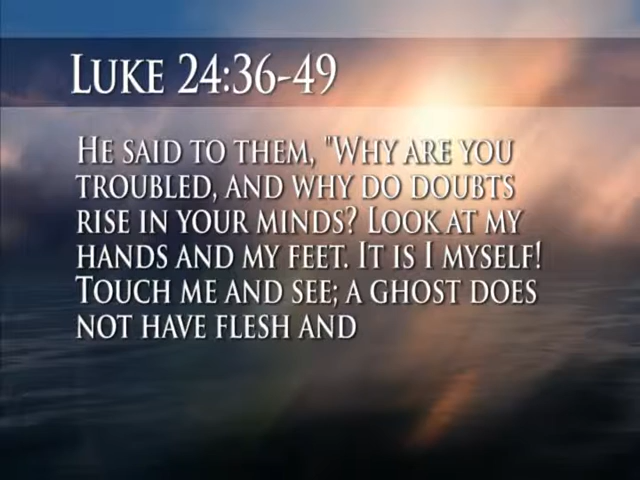 LUKE 24:36-49
HE SAID TO THEM, "WHY ARE YOU
TROUBLED, AND WHY DO DOUBTS
RISE IN YOUR MINDS? LOOK AT MY
HANDS AND MY FEET. IT IS I MYSELF!
TOUCH ME AND SEE; A GHOST DOES
NOT HAVE FLESH AND